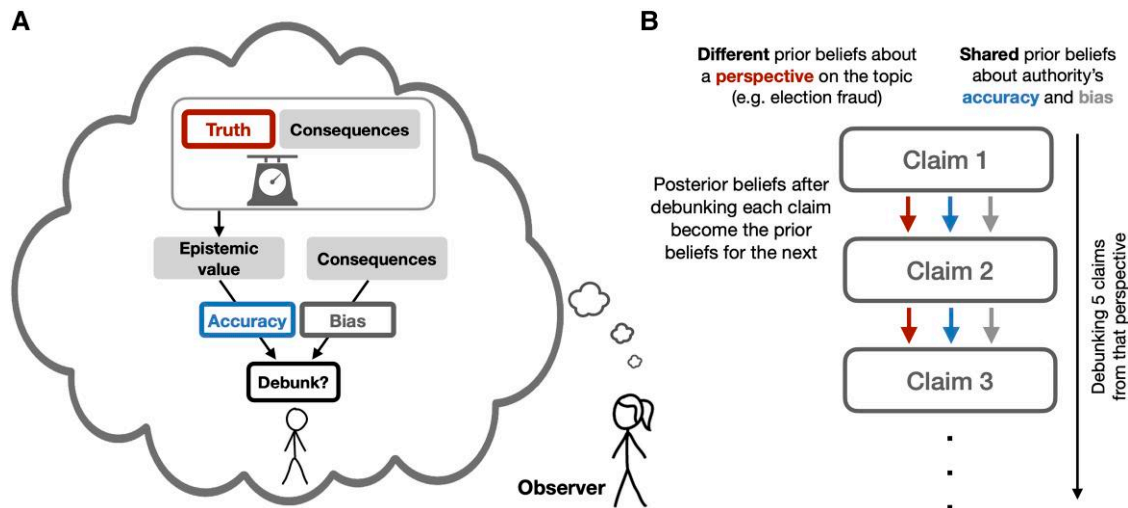 A
Truth
Consequences
Epistemic
value
Consequences
Accuracy
Bias
Debunk?
Observer
B
Different prior beliefs about
a perspective on the topic
(e.g. election fraud)
Shared prior beliefs
about authority's
accuracy and bias
Claim 1
Posterior beliefs after
debunking each claim
become the prior
beliefs for the next
Claim 2
Claim 3
.
.
.
Debunking 5 claims
from that perspective